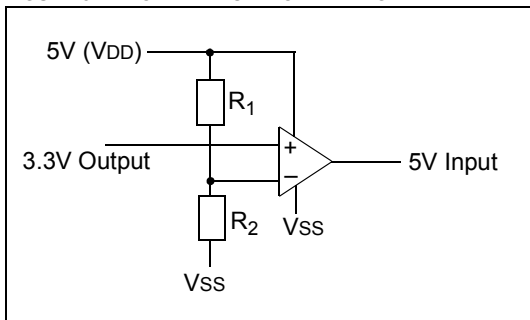 5V (VDD)
R1
3.3V Output
+
−
5V Input
R2
VSS
VSS